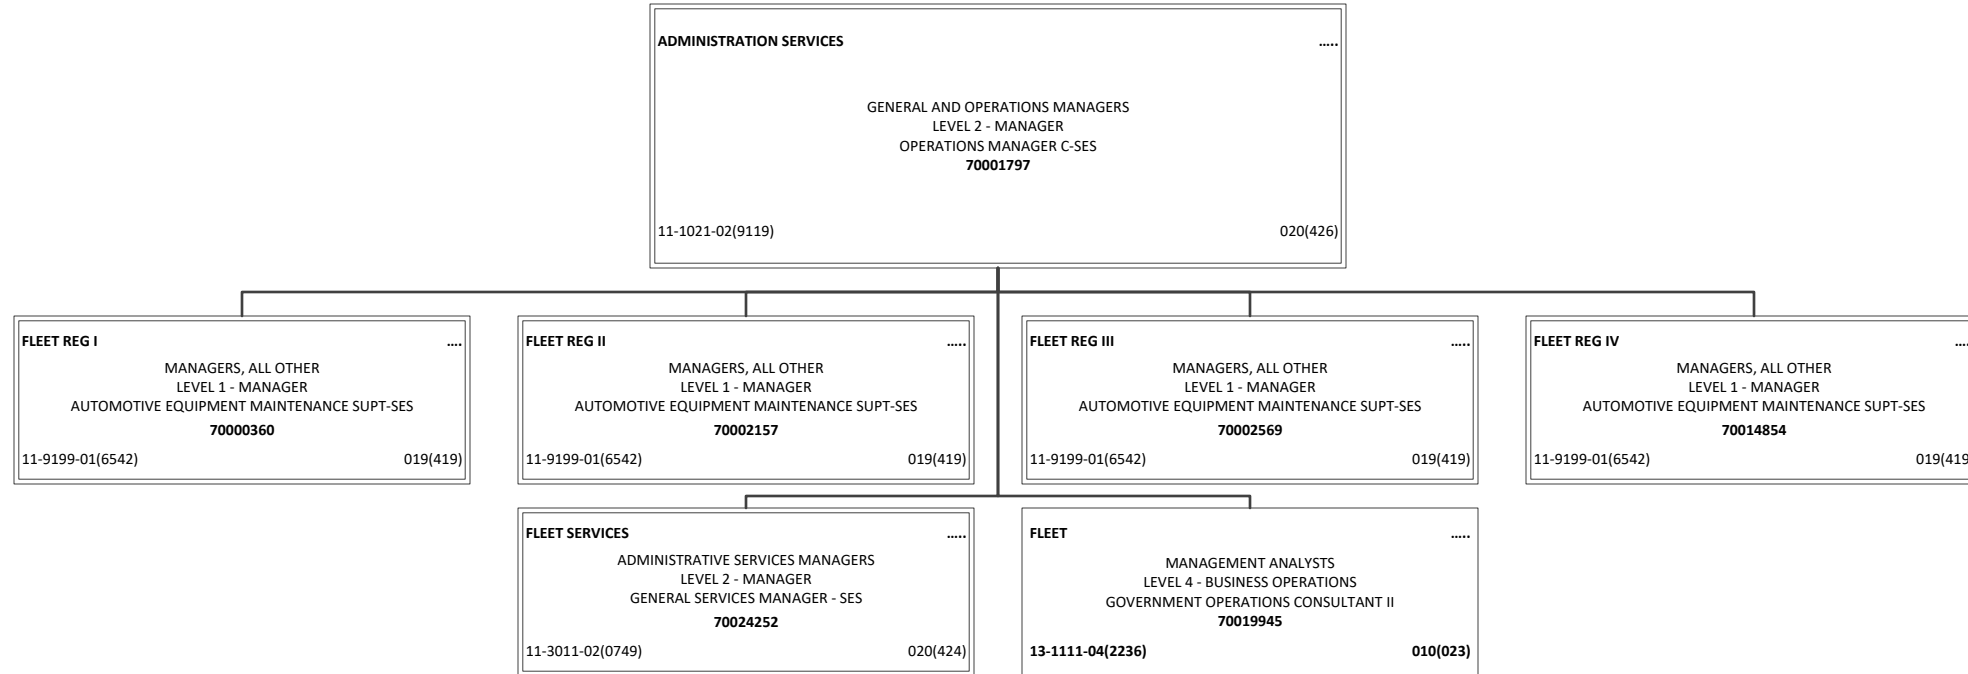 ADMINISTRATION SERVICES …..
GENERAL AND OPERATIONS MANAGERS
LEVEL 2 - MANAGER
OPERATIONS MANAGER C-SES
70001797
11-1021-02(9119) 020(426)
FLEET REG I ….
MANAGERS, ALL OTHER
LEVEL 1 - MANAGER
AUTOMOTIVE EQUIPMENT MAINTENANCE SUPT-SES
70000360
11-9199-01(6542) 019(419)
FLEET REG II …..
MANAGERS, ALL OTHER
LEVEL 1 - MANAGER
AUTOMOTIVE EQUIPMENT MAINTENANCE SUPT-SES
70002157
11-9199-01(6542) 019(419)
FLEET REG III …..
MANAGERS, ALL OTHER
LEVEL 1 - MANAGER
AUTOMOTIVE EQUIPMENT MAINTENANCE SUPT-SES
70002569
11-9199-01(6542) 019(419)
FLEET REG IV ….
MANAGERS, ALL OTHER
LEVEL 1 - MANAGER
AUTOMOTIVE EQUIPMENT MAINTENANCE SUPT-SES
70014854
11-9199-01(6542) 019(419
FLEET SERVICES …..
ADMINISTRATIVE SERVICES MANAGERS
LEVEL 2 - MANAGER
GENERAL SERVICES MANAGER - SES
70024252
11-3011-02(0749) 020(424)
FLEET …..
MANAGEMENT ANALYSTS
LEVEL 4 - BUSINESS OPERATIONS
GOVERNMENT OPERATIONS CONSULTANT II
70019945
13-1111-04(2236) 010(023)